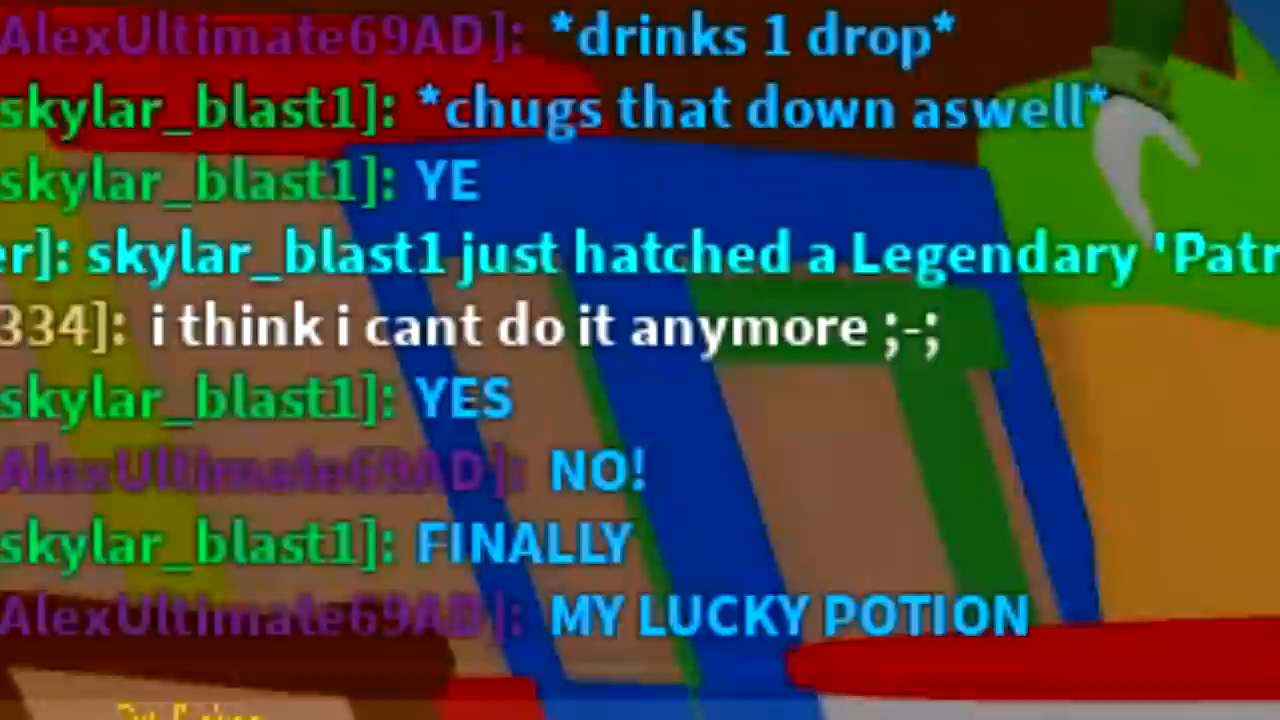 AlexUltimate69AD]: *drinks 1 drop*
skylar_blast1]: *chugs that down aswell*
skylar_blast1]: YE
er]: skylar_blast1 just hatched a Legendary 'Patr
334]: i think i cant do it anymore ;-;
skylar_blast1]: YES
AlexUltimate69AD]: NO!
skylar_blast1]: FINALLY
AlexUltimate69AD]: MY LUCKY POTION